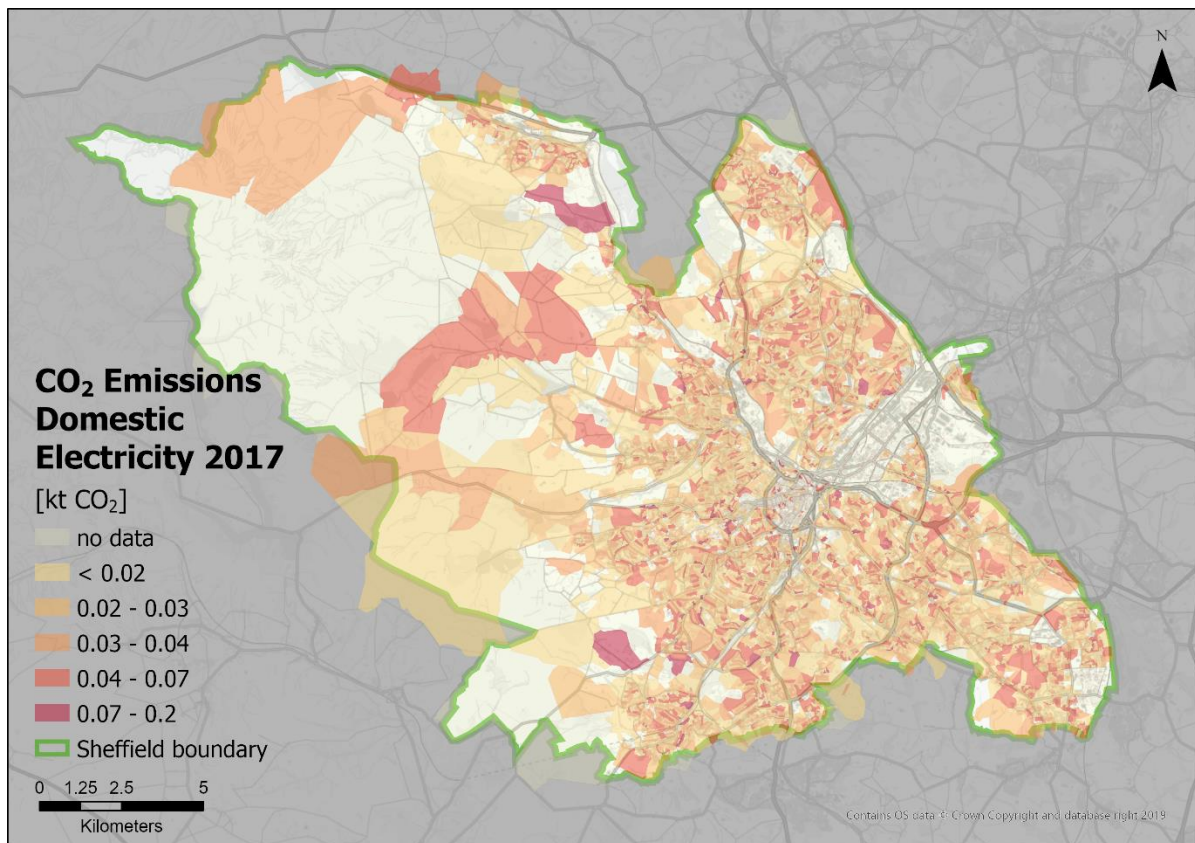 N
CO₂ Emissions
Domestic
Electricity 2017
[kt CO₂]
no data
< 0.02
0.02 - 0.03
0.03 - 0.04
0.04 - 0.07
0.07 - 0.2
Sheffield boundary
0 1.25 2.5 5
Kilometers
Contains OS data © Crown Copyright and database right 2019